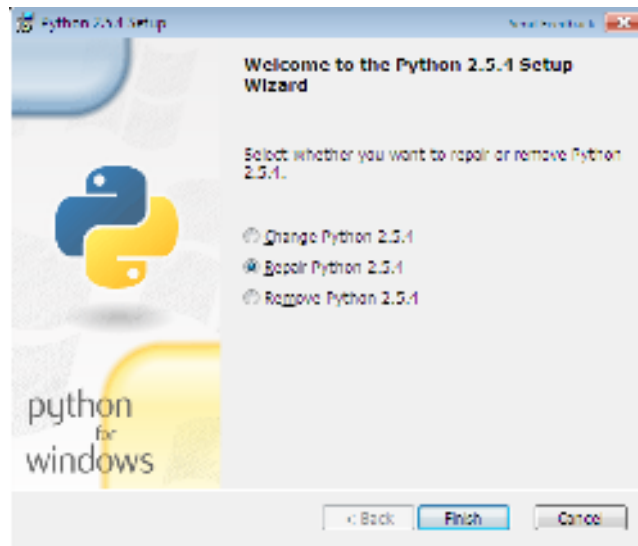 Python 2.5.4 Setup
Send Feedback
Welcome to the Python 2.5.4 Setup
Wizard
Select whether you want to repair or remove Python
2.5.4.
Change Python 2.5.4
Repair Python 2.5.4
Remove Python 2.5.4
python
for
windows
< Back
Finish
Cancel